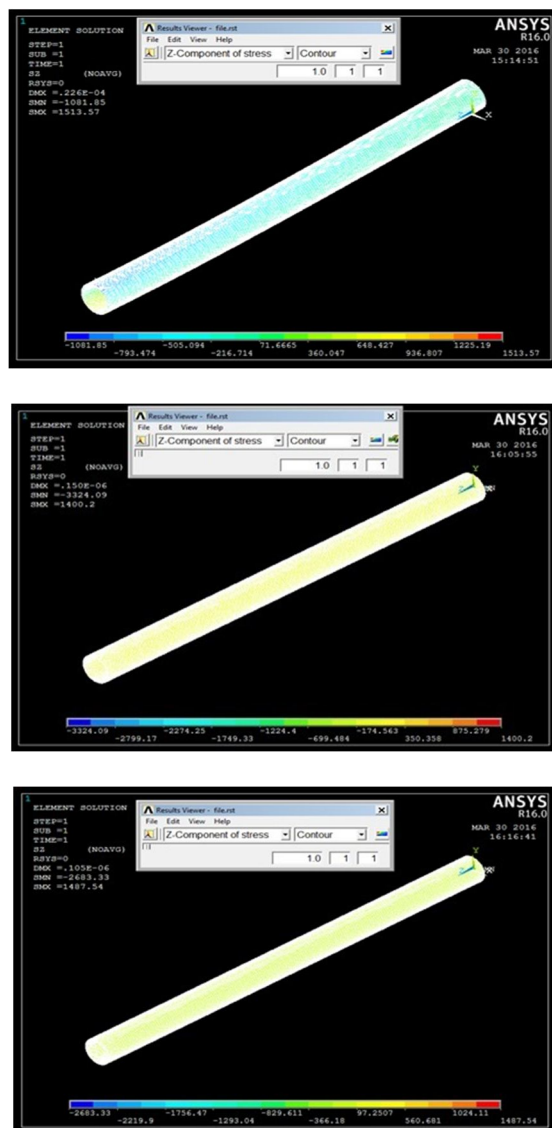 1
ELEMENT SOLUTION
STEP=1
SUB =1
TIME=1
SZ (NOAVG)
RSYS=0
DMX =.226E-04
SMN =-1081.85
SMX =1513.57
Results Viewer - file.rst
File Edit View Help
Z-Component of stress Contour
1.0 1 1
ANSYS
R16.0
MAR 30 2016
15:14:51
X
-1081.85 -505.094 71.6665 648.427 1225.19
-793.474 -216.714 360.047 936.807 1513.57
1
ELEMENT SOLUTION
STEP=1
SUB =1
TIME=1
SZ (NOAVG)
RSYS=0
DMX =.150E-06
SMN =-3324.09
SMX =1400.2
Results Viewer - file.rst
File Edit View Help
Z-Component of stress Contour
1.0 1 1
ANSYS
R16.0
MAR 30 2016
16:05:55
Y
Z
-3324.09 -2274.25 -1224.4 -174.563 875.279
-2799.17 -1749.33 -699.484 350.358 1400.2
1
ELEMENT SOLUTION
STEP=1
SUB =1
TIME=1
SZ (NOAVG)
RSYS=0
DMX =.105E-06
SMN =-2683.33
SMX =1487.54
Results Viewer - file.rst
File Edit View Help
Z-Component of stress Contour
1.0 1 1
ANSYS
R16.0
MAR 30 2016
16:16:41
Y
-2683.33 -1756.47 -829.611 97.2507 1024.11
-2219.9 -1293.04 -366.18 560.681 1487.54